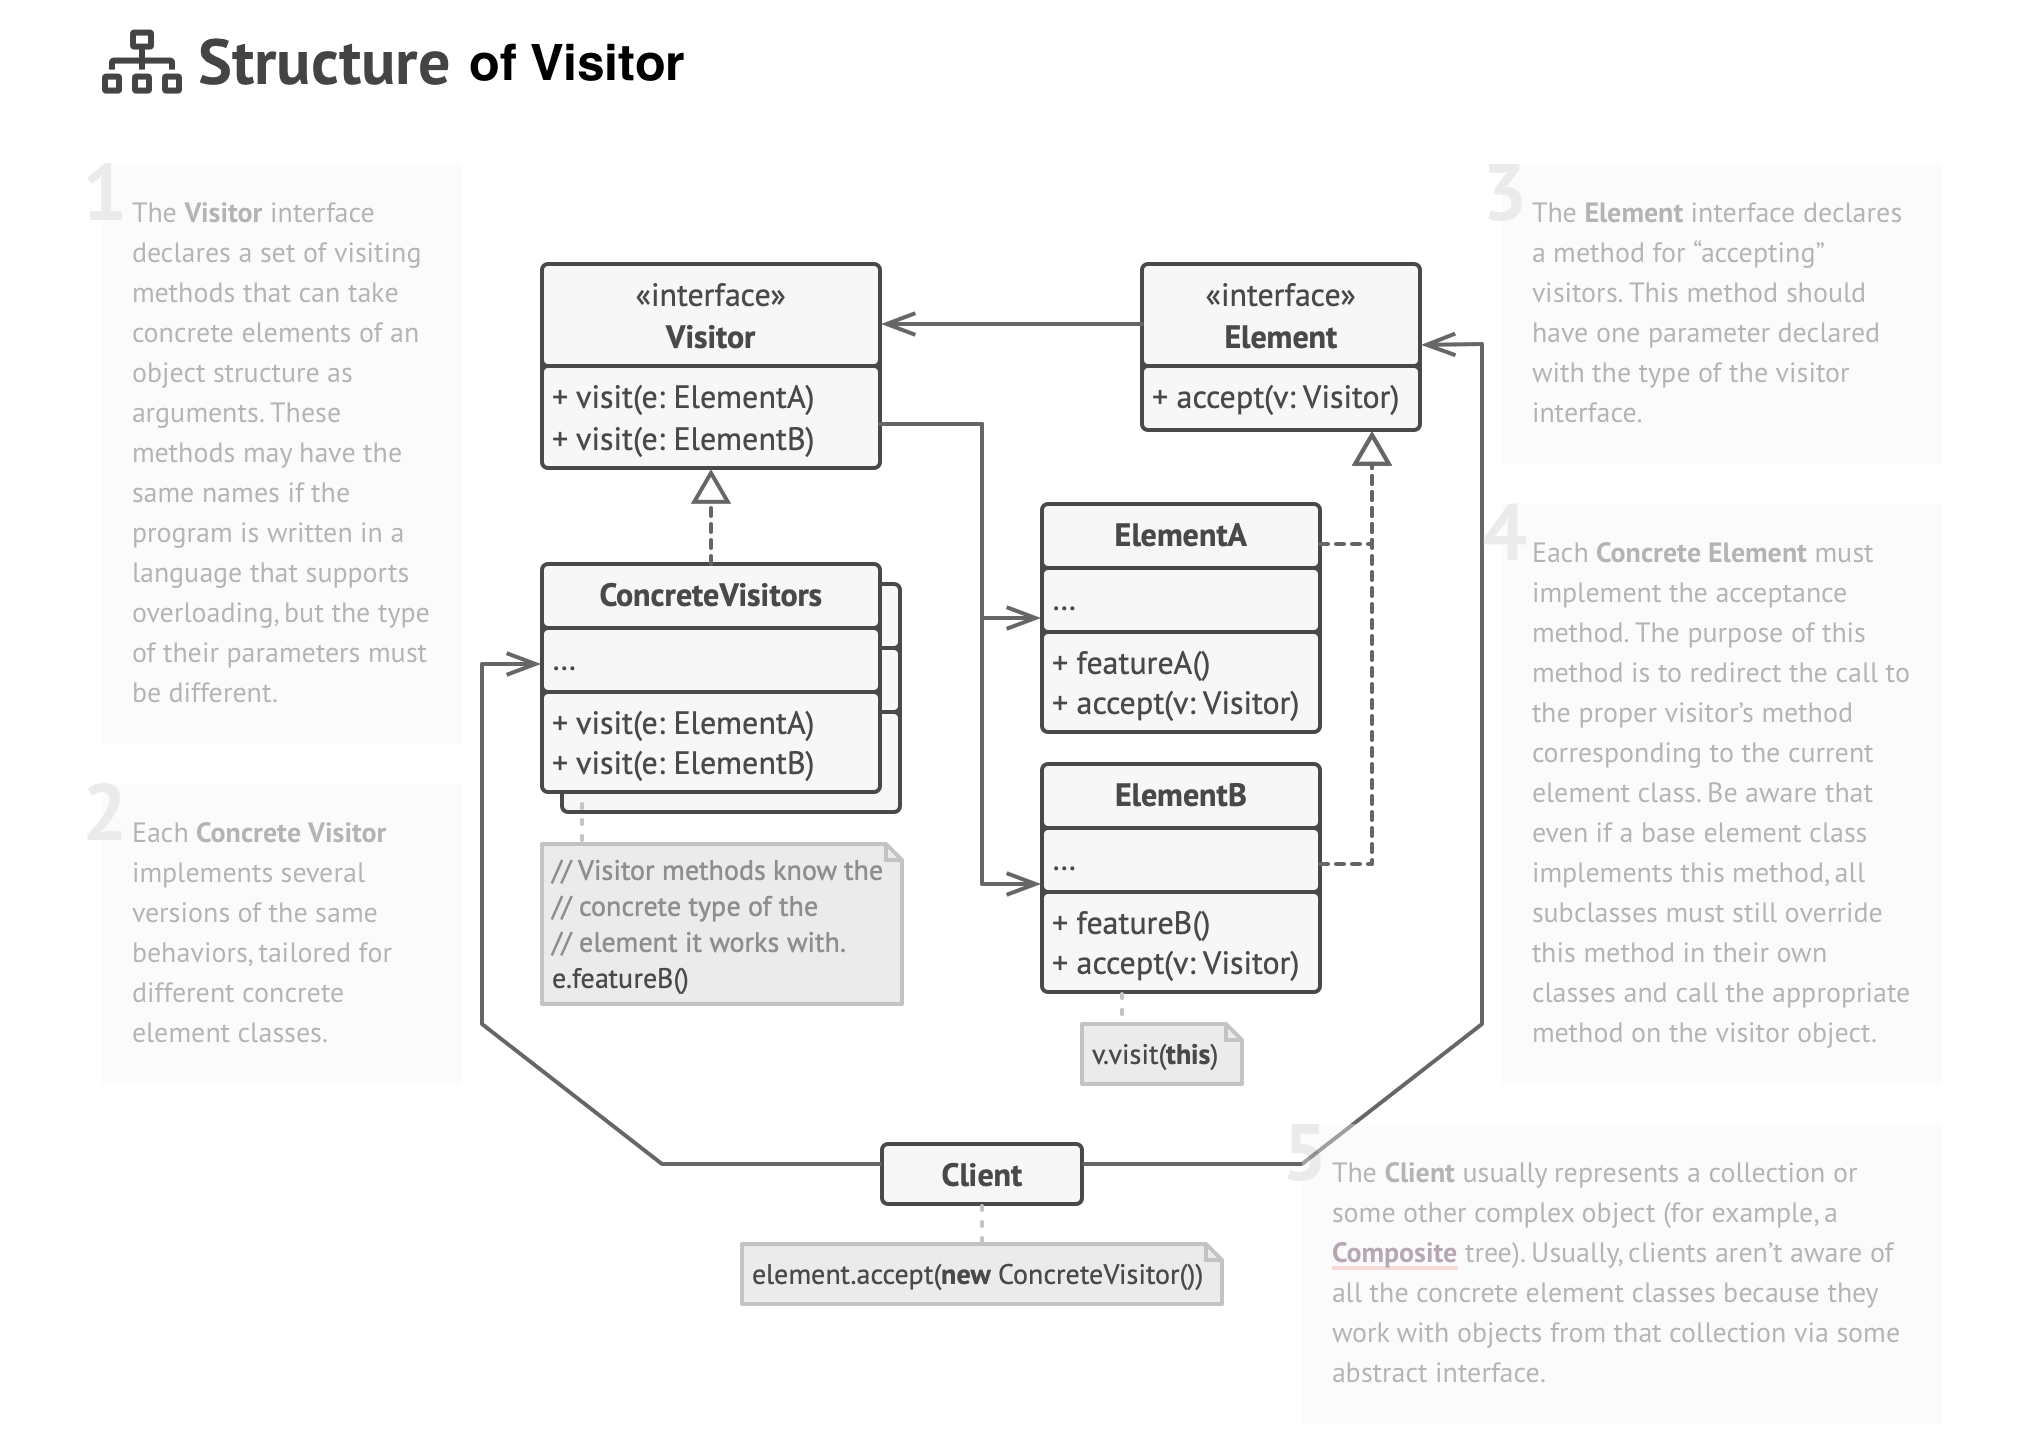 Structure of Visitor
1
The Visitor interface
declares a set of visiting
methods that can take
concrete elements of an
object structure as
arguments. These
methods may have the
same names if the
program is written in a
language that supports
overloading, but the type
of their parameters must
be different.
2
Each Concrete Visitor
implements several
versions of the same
behaviors, tailored for
different concrete
element classes.
«interface»
Visitor
+ visit(e: ElementA)
+ visit(e: ElementB)
ConcreteVisitors
...
+ visit(e: ElementA)
+ visit(e: ElementB)
// Visitor methods know the
// concrete type of the
// element it works with.
e.featureB()
«interface»
Element
+ accept(v: Visitor)
ElementA
...
+ featureA()
+ accept(v: Visitor)
ElementB
...
+ featureB()
+ accept(v: Visitor)
v.visit(this)
Client
element.accept(new ConcreteVisitor())
3
The Element interface declares
a method for “accepting”
visitors. This method should
have one parameter declared
with the type of the visitor
interface.
4
Each Concrete Element must
implement the acceptance
method. The purpose of this
method is to redirect the call to
the proper visitor’s method
corresponding to the current
element class. Be aware that
even if a base element class
implements this method, all
subclasses must still override
this method in their own
classes and call the appropriate
method on the visitor object.
5
The Client usually represents a collection or
some other complex object (for example, a
Composite tree). Usually, clients aren’t aware of
all the concrete element classes because they
work with objects from that collection via some
abstract interface.